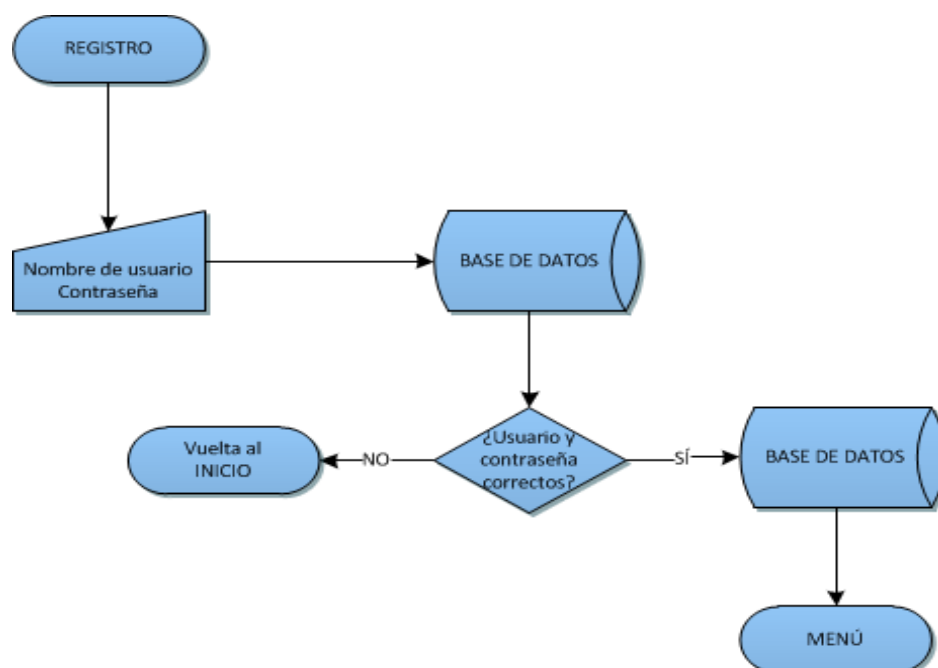 REGISTRO
Nombre de usuario
Contraseña
BASE DE DATOS
¿Usuario y
contraseña
correctos?
NO
Vuelta al
INICIO
SÍ
BASE DE DATOS
MENÚ